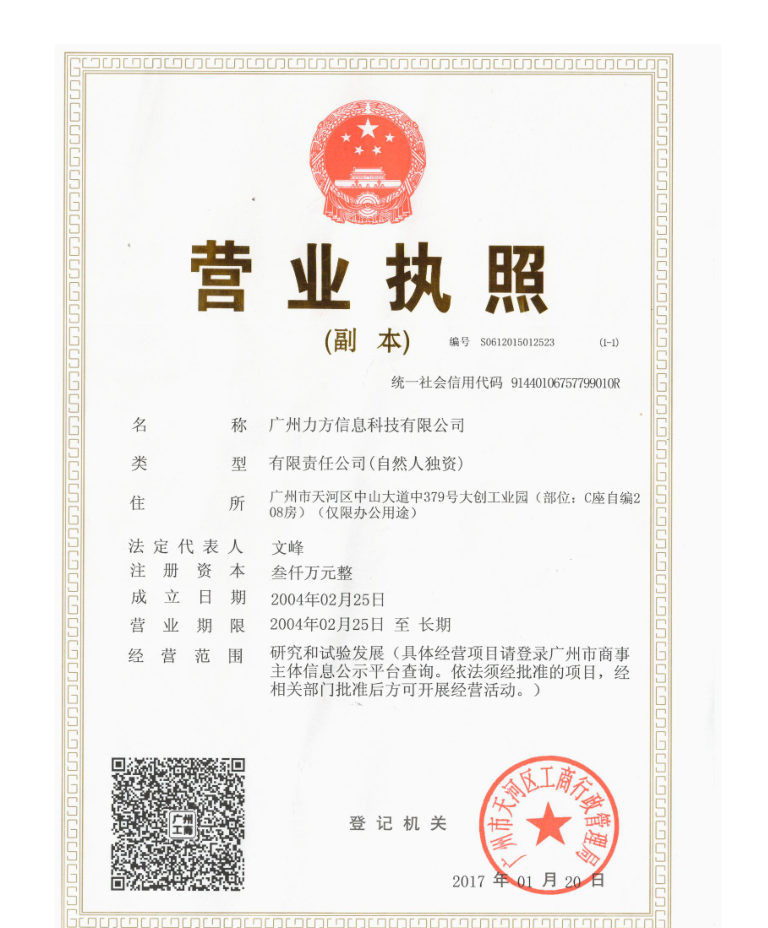 营业执照
(副 本)
编号 S0612015012523 (1-1)
统一社会信用代码 91440106757799010R
名 称 广州力方信息科技有限公司
类 型 有限责任公司(自然人独资)
住 所 广州市天河区中山大道中379号大创工业园（部位：C座自编2
08房）（仅限办公用途）
法定代表人 文峰
注册资本 叁仟万元整
成立日期 2004年02月25日
营业期限 2004年02月25日 至 长期
经营范围 研究和试验发展（具体经营项目请登录广州市商事
主体信息公示平台查询。依法须经批准的项目，经
相关部门批准后方可开展经营活动。）
广州
工商
登记机关
广州市天河区工商行政管理局
2017 年 01 月 20 日